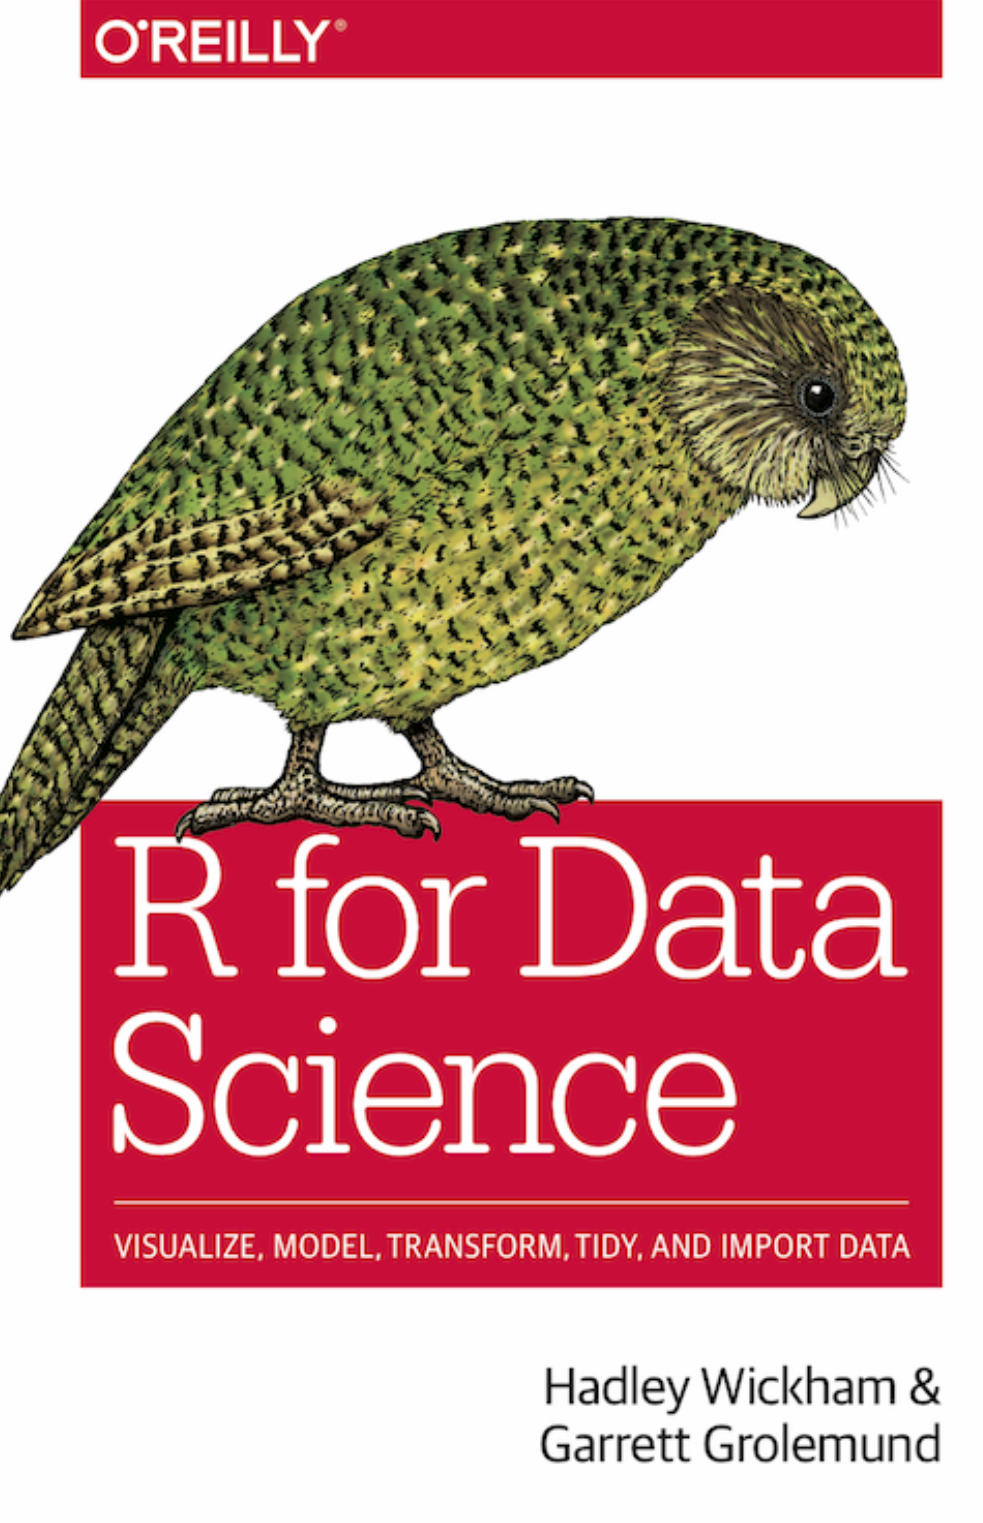 O'REILLY®
R for Data
Science
VISUALIZE, MODEL, TRANSFORM, TIDY, AND IMPORT DATA
Hadley Wickham &
Garrett Grolemund